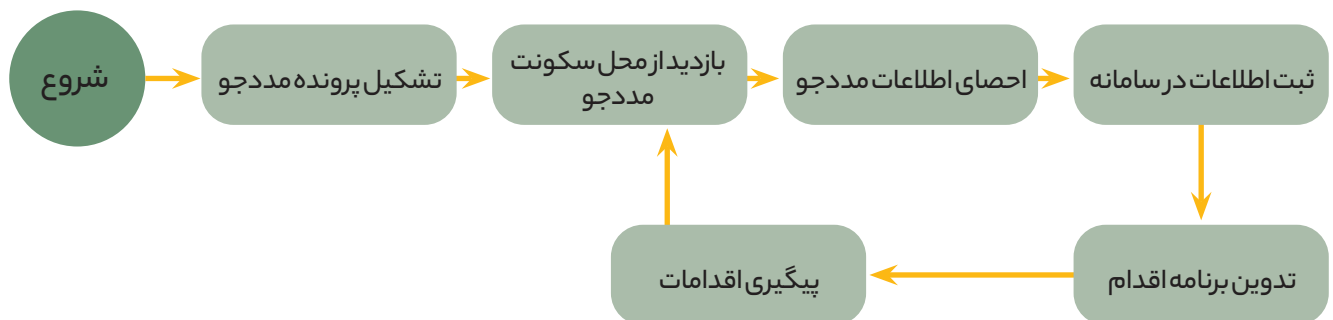 شروع
تشکیل پرونده مددجو
بازدید از محل سکونت
مددجو
احصای اطلاعات مددجو
ثبت اطلاعات در سامانه
تدوین برنامه اقدام
پیگیری اقدامات